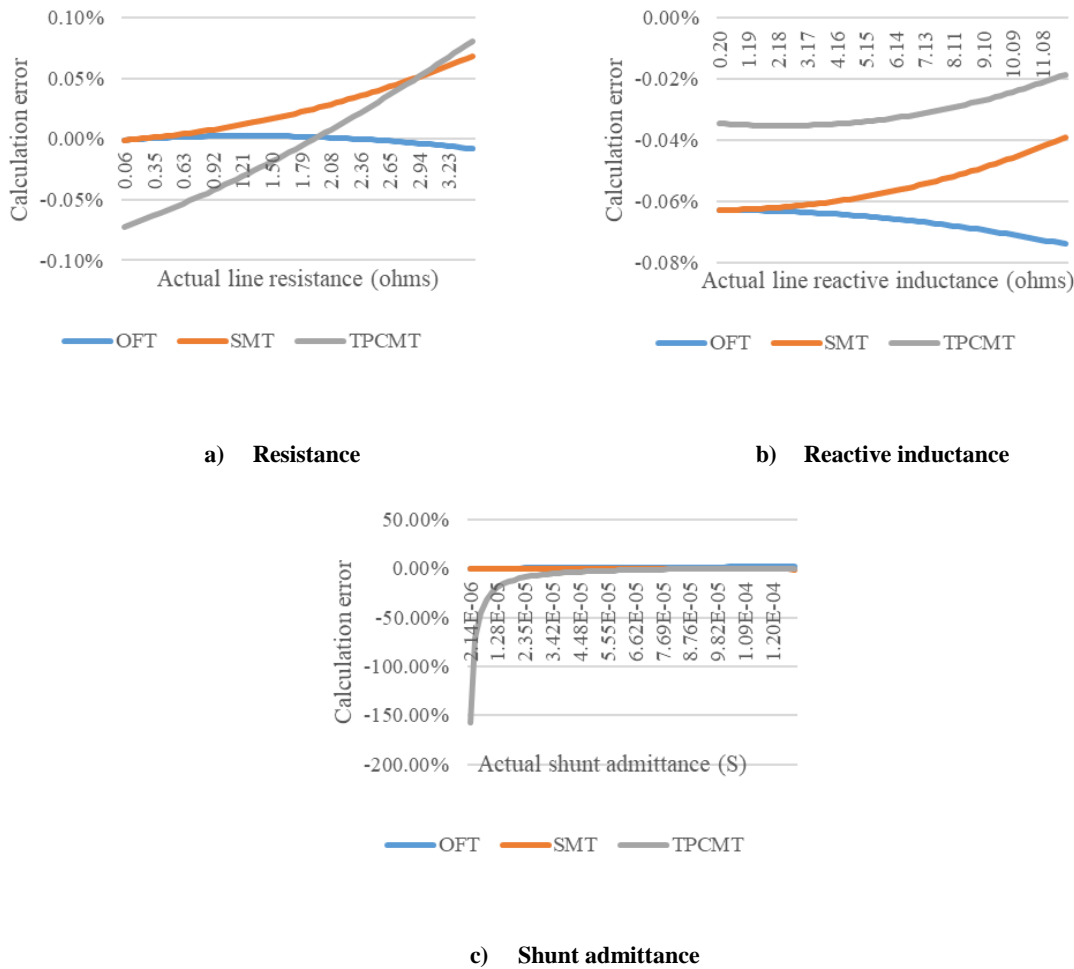 0.10%
0.05%
0.00%
-0.05%
-0.10%
Calculation error
0.06
0.35
0.63
0.92
1.21
1.50
1.79
2.08
2.36
2.65
2.94
3.23
Actual line resistance (ohms)
OFT SMT TPCMT
a) Resistance
0.00%
-0.02%
-0.04%
-0.06%
-0.08%
Calculation error
0.20
1.19
2.18
3.17
4.16
5.15
6.14
7.13
8.11
9.10
10.09
11.08
Actual line reactive inductance (ohms)
OFT SMT TPCMT
b) Reactive inductance
50.00%
0.00%
-50.00%
-100.00%
-150.00%
-200.00%
Calculation error
2.14E-06
1.28E-05
2.35E-05
3.42E-05
4.48E-05
5.55E-05
6.62E-05
7.69E-05
8.76E-05
9.82E-05
1.09E-04
1.20E-04
Actual shunt admittance (S)
OFT SMT TPCMT
c) Shunt admittance